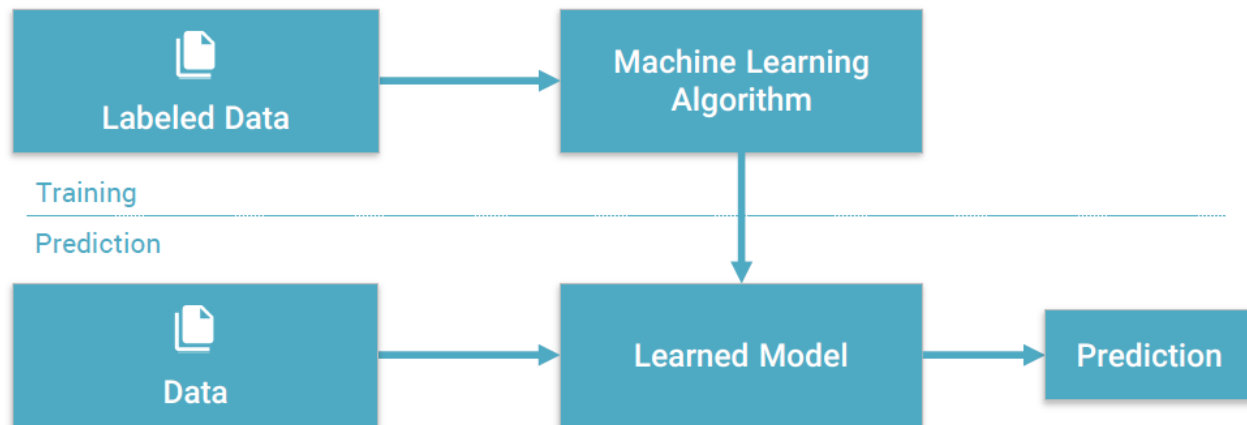 Labeled Data
Machine Learning
Algorithm
Training
Prediction
Data
Learned Model
Prediction